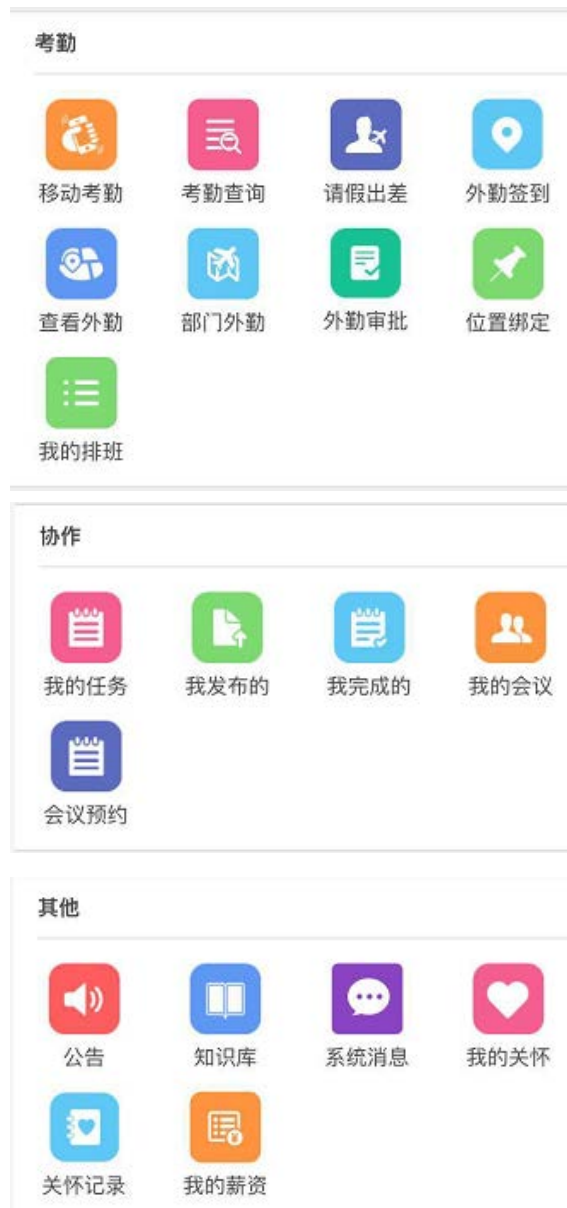 考勤
移动考勤 考勤查询 请假出差 外勤签到
查看外勤 部门外勤 外勤审批 位置绑定
我的排班
协作
我的任务 我发布的 我完成的 我的会议
会议预约
其他
公告 知识库 系统消息 我的关怀
关怀记录 我的薪资